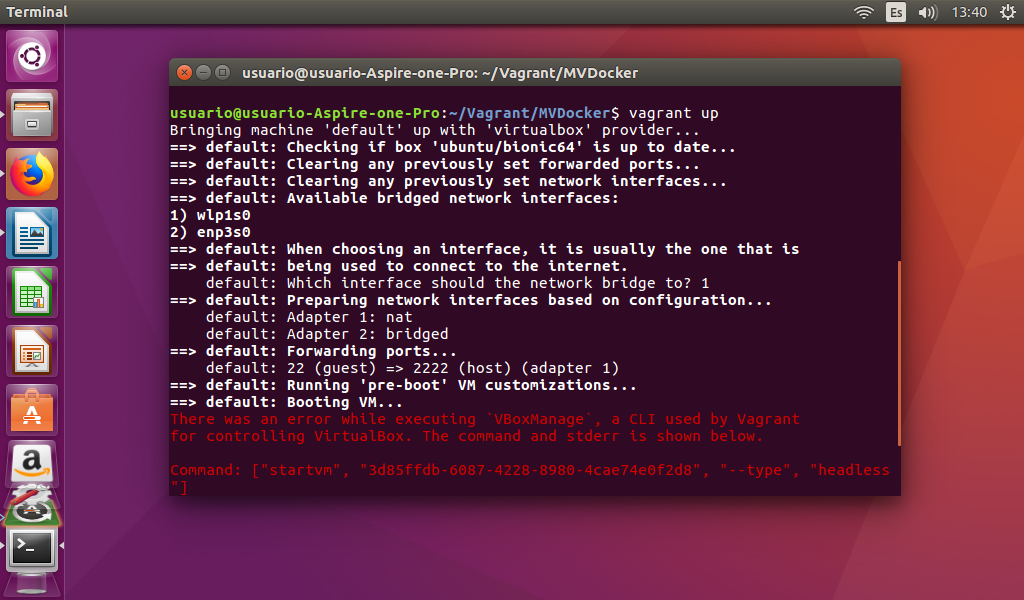 Terminal
Es
13:40
usuario@usuario-Aspire-one-Pro: ~/Vagrant/MVDocker
usuario@usuario-Aspire-one-Pro:~/Vagrant/MVDocker$ vagrant up
Bringing machine 'default' up with 'virtualbox' provider...
==> default: Checking if box 'ubuntu/bionic64' is up to date...
==> default: Clearing any previously set forwarded ports...
==> default: Clearing any previously set network interfaces...
==> default: Available bridged network interfaces:
1) wlp1s0
2) enp3s0
==> default: When choosing an interface, it is usually the one that is
==> default: being used to connect to the internet.
    default: Which interface should the network bridge to? 1
==> default: Preparing network interfaces based on configuration...
    default: Adapter 1: nat
    default: Adapter 2: bridged
==> default: Forwarding ports...
    default: 22 (guest) => 2222 (host) (adapter 1)
==> default: Running 'pre-boot' VM customizations...
==> default: Booting VM...
There was an error while executing `VBoxManage`, a CLI used by Vagrant
for controlling VirtualBox. The command and stderr is shown below.
Command: ["startvm", "3d85ffdb-6087-4228-8980-4cae74e0f2d8", "--type", "headless
"]